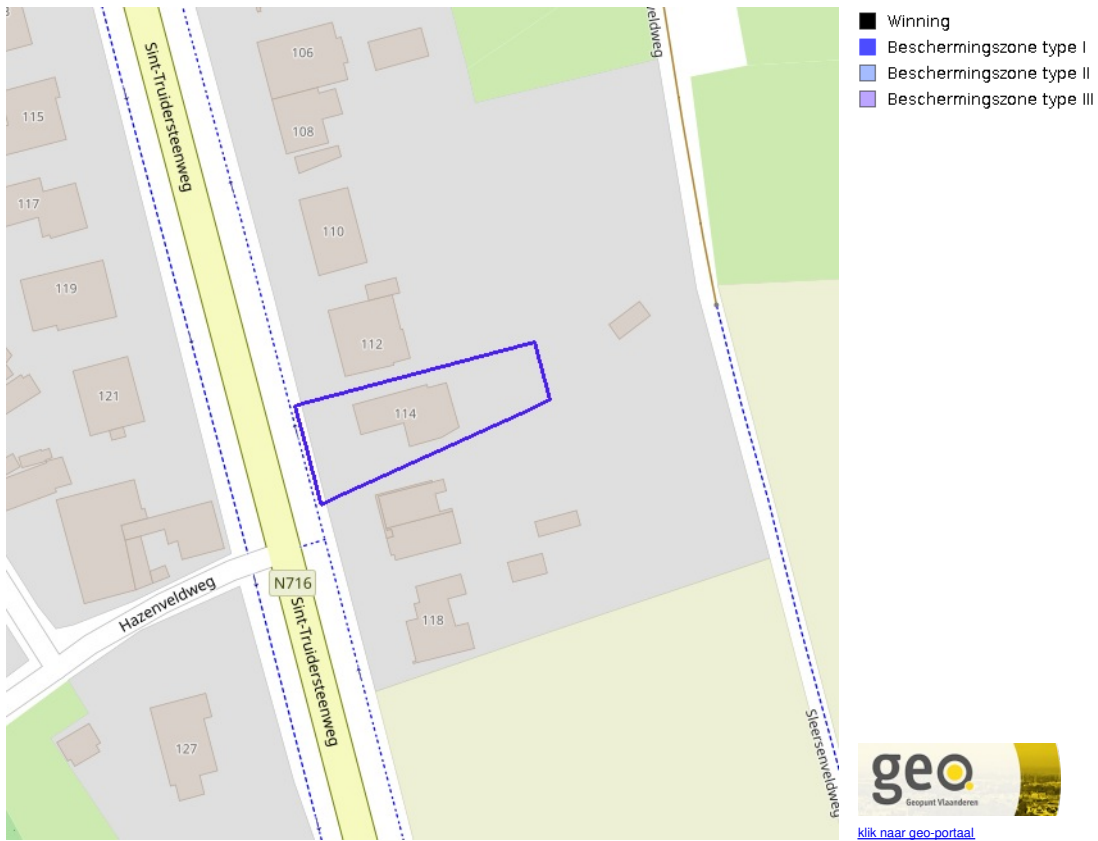 Winning
Beschermingszone type I
Beschermingszone type II
Beschermingszone type III
106
115
108
Sint-Truidersteenweg
117
110
119
112
121
114
N716
Hazenveldweg
Sint-Truidersteenweg
118
127
Sleersenveldweg
geo.
Geopunt Vlaanderen
klik naar geo-portaal